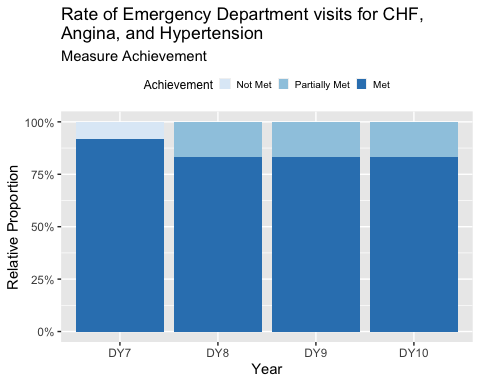 Rate of Emergency Department visits for CHF,
Angina, and Hypertension
Measure Achievement
Achievement Not Met Partially Met Met
100%
75%
50%
25%
0%
Relative Proportion
DY7 DY8 DY9 DY10
Year